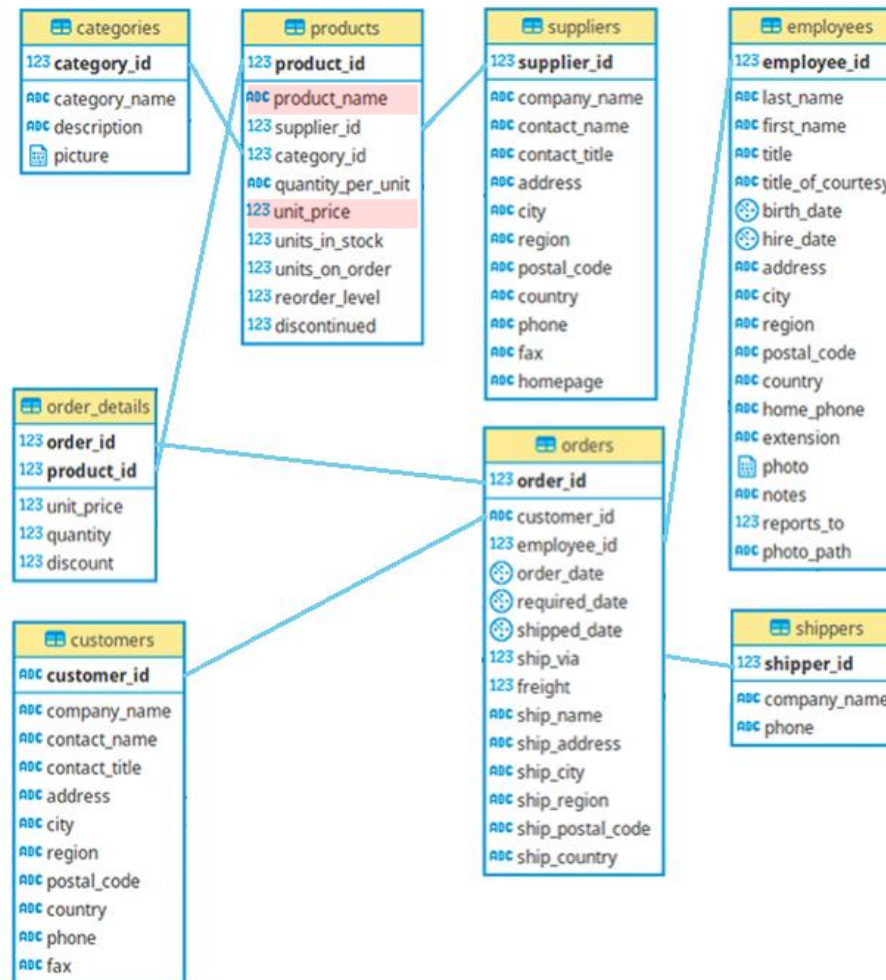 categories
123 category_id
ABC category_name
ABC description
picture
products
123 product_id
ABC product_name
123 supplier_id
123 category_id
ABC quantity_per_unit
123 unit_price
123 units_in_stock
123 units_on_order
123 reorder_level
123 discontinued
suppliers
123 supplier_id
ABC company_name
ABC contact_name
ABC contact_title
ABC address
ABC city
ABC region
ABC postal_code
ABC country
ABC phone
ABC fax
ABC homepage
employees
123 employee_id
ABC last_name
ABC first_name
ABC title
ABC title_of_courtesy
birth_date
hire_date
ABC address
ABC city
ABC region
ABC postal_code
ABC country
ABC home_phone
ABC extension
photo
ABC notes
123 reports_to
ABC photo_path
order_details
123 order_id
123 product_id
123 unit_price
123 quantity
123 discount
orders
123 order_id
ABC customer_id
123 employee_id
order_date
required_date
shipped_date
123 ship_via
123 freight
ABC ship_name
ABC ship_address
ABC ship_city
ABC ship_region
ABC ship_postal_code
ABC ship_country
customers
ABC customer_id
ABC company_name
ABC contact_name
ABC contact_title
ABC address
ABC city
ABC region
ABC postal_code
ABC country
ABC phone
ABC fax
shippers
123 shipper_id
ABC company_name
ABC phone